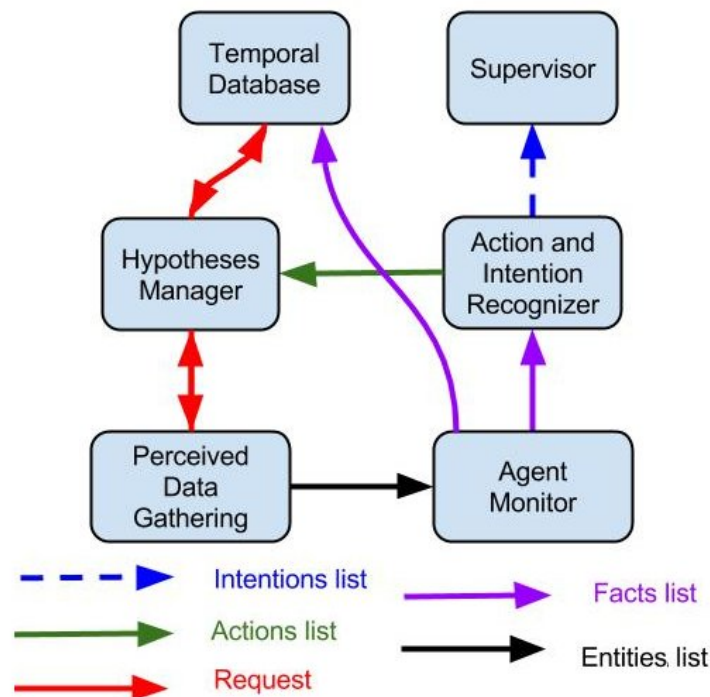 Temporal
Database
Supervisor
Hypotheses
Manager
Action and
Intention
Recognizer
Perceived
Data
Gathering
Agent
Monitor
Intentions list
Facts list
Actions list
Entities list
Request